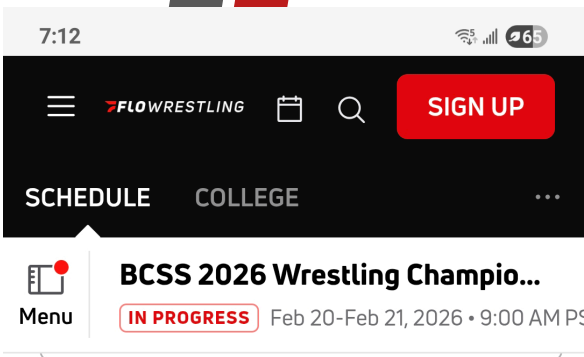 7:12 5 65
FLOWRESTLING SIGN UP
SCHEDULE COLLEGE ...
BCSS 2026 Wrestling Champio...
Menu IN PROGRESS Feb 20-Feb 21, 2026 • 9:00 AM PS